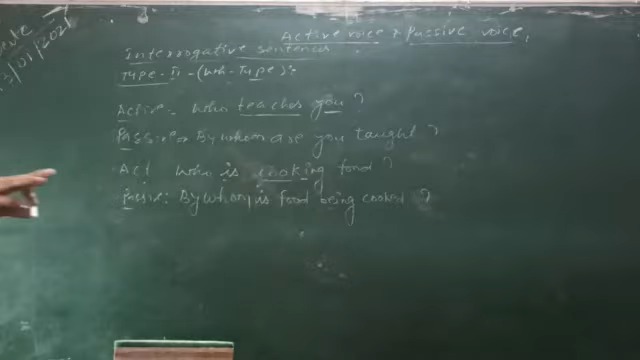 Active voice & Passive voice.
Interrogative sentences
Type-II - (Wh-Type):
Active - Who teaches you?
Passive - By whom are you taught?
Act Who is cooking food?
Passive: By whom is food being cooked?